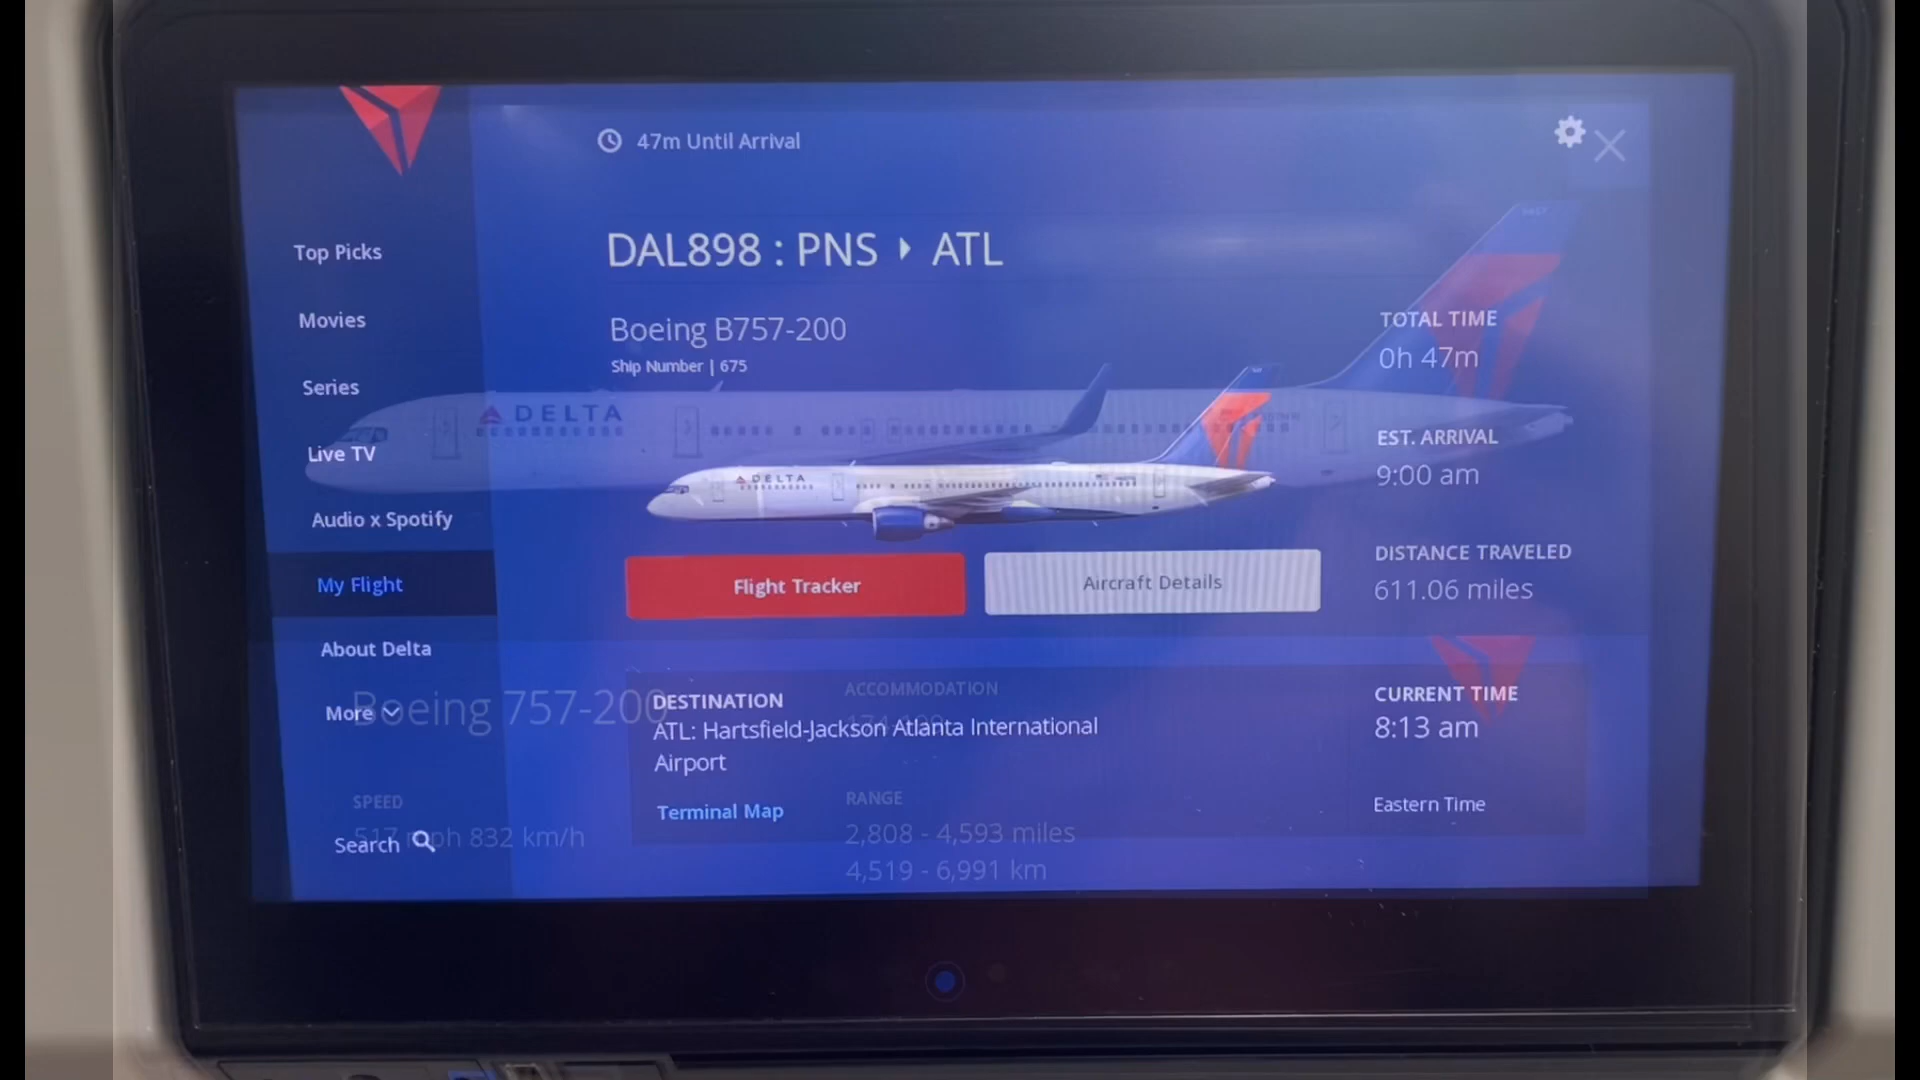 47m Until Arrival
DAL898 : PNS ATL
Boeing B757-200
Ship Number | 675
Top Picks
Movies
Series
Live TV
Audio x Spotify
My Flight
About Delta
More
Search
DELTA
DELTA
TOTAL TIME
0h 47m
EST. ARRIVAL
9:00 am
DISTANCE TRAVELED
611.06 miles
Flight Tracker
Aircraft Details
DESTINATION
ATL: Hartsfield-Jackson Atlanta International
Airport
Terminal Map
CURRENT TIME
8:13 am
Eastern Time
Boeing 757-200
SPEED
517 mph 832 km/h
ACCOMMODATION
RANGE
2,808 - 4,593 miles
4,519 - 6,991 km